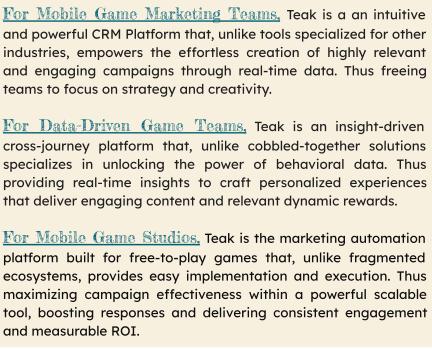 For Mobile Game Marketing Teams, Teak is a an intuitive
and powerful CRM Platform that, unlike tools specialized for other
industries, empowers the effortless creation of highly relevant
and engaging campaigns through real-time data. Thus freeing
teams to focus on strategy and creativity.
For Data-Driven Game Teams, Teak is an insight-driven
cross-journey platform that, unlike cobbled-together solutions
specializes in unlocking the power of behavioral data. Thus
providing real-time insights to craft personalized experiences
that deliver engaging content and relevant dynamic rewards.
For Mobile Game Studios, Teak is the marketing automation
platform built for free-to-play games that, unlike fragmented
ecosystems, provides easy implementation and execution. Thus
maximizing campaign effectiveness within a powerful scalable
tool, boosting responses and delivering consistent engagement
and measurable ROI.